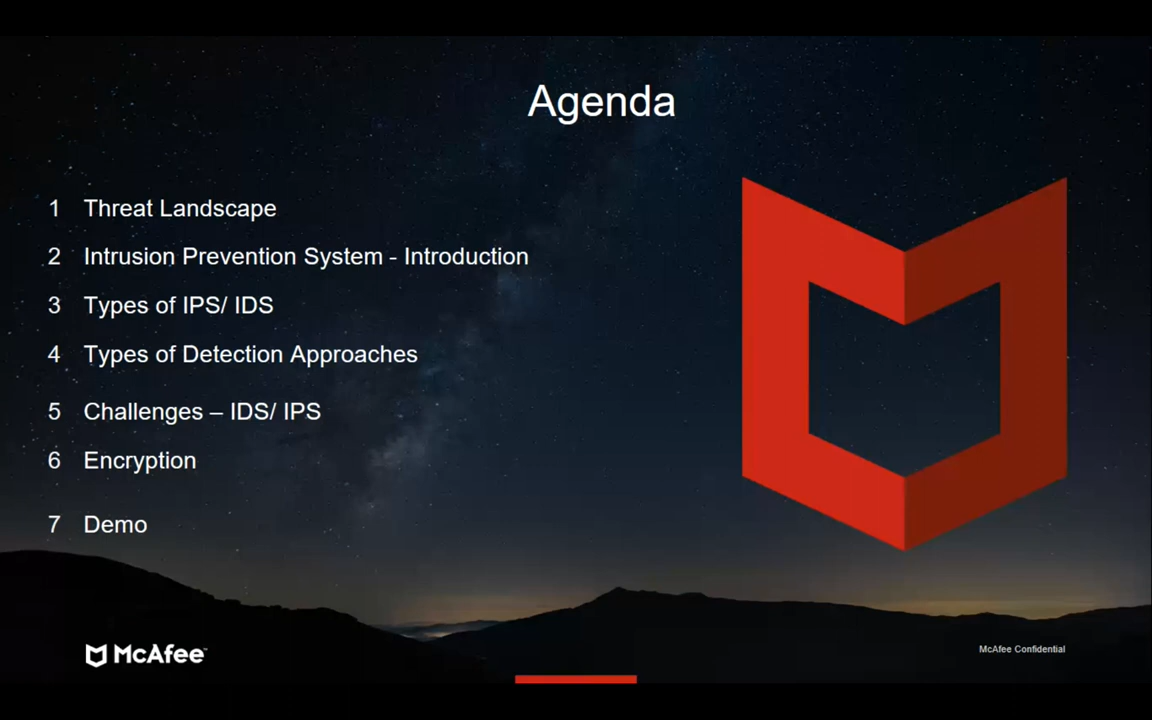 Agenda
1 Threat Landscape
2 Intrusion Prevention System - Introduction
3 Types of IPS/ IDS
4 Types of Detection Approaches
5 Challenges – IDS/ IPS
6 Encryption
7 Demo
McAfee™
McAfee Confidential